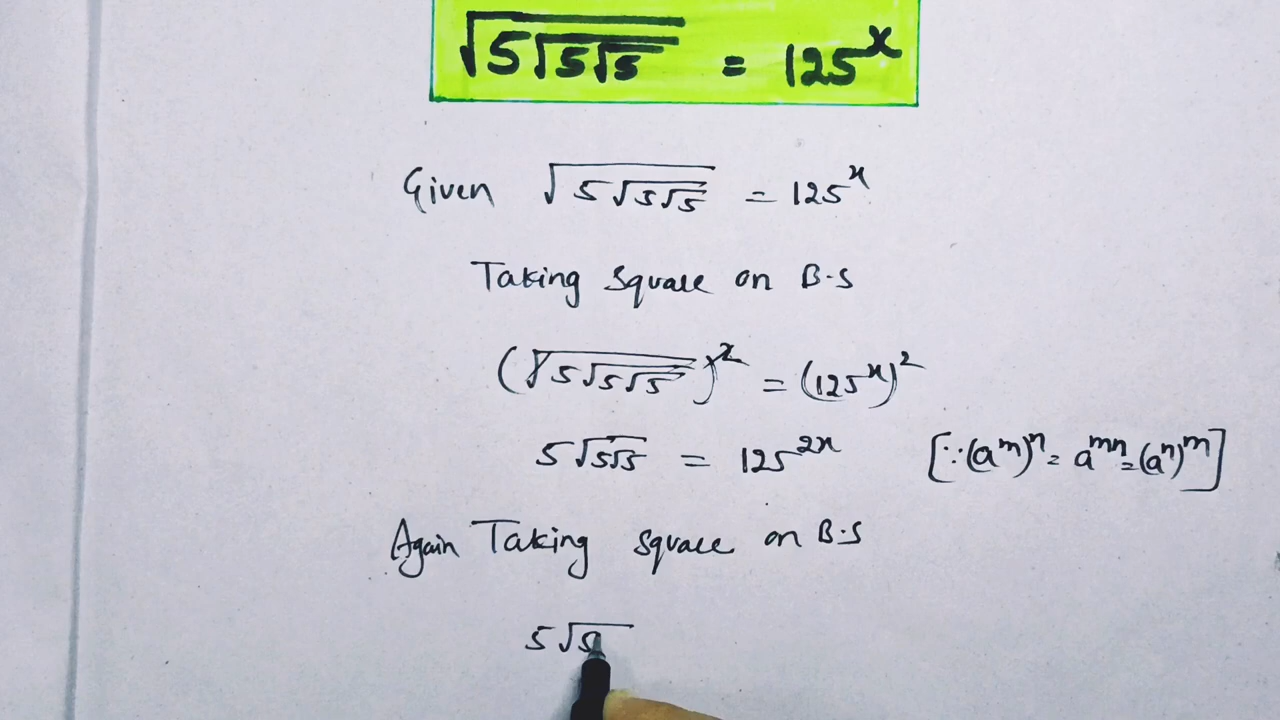 √(5√(5√5)) = 125^x
Given √(5√(5√5)) = 125^x
Taking square on B.S
(√(5√(5√5)))^2 = (125^x)^2
5√(5√5) = 125^2x [∵(a^m)^n = a^mn = (a^n)^m]
Again Taking square on B.S
5√5